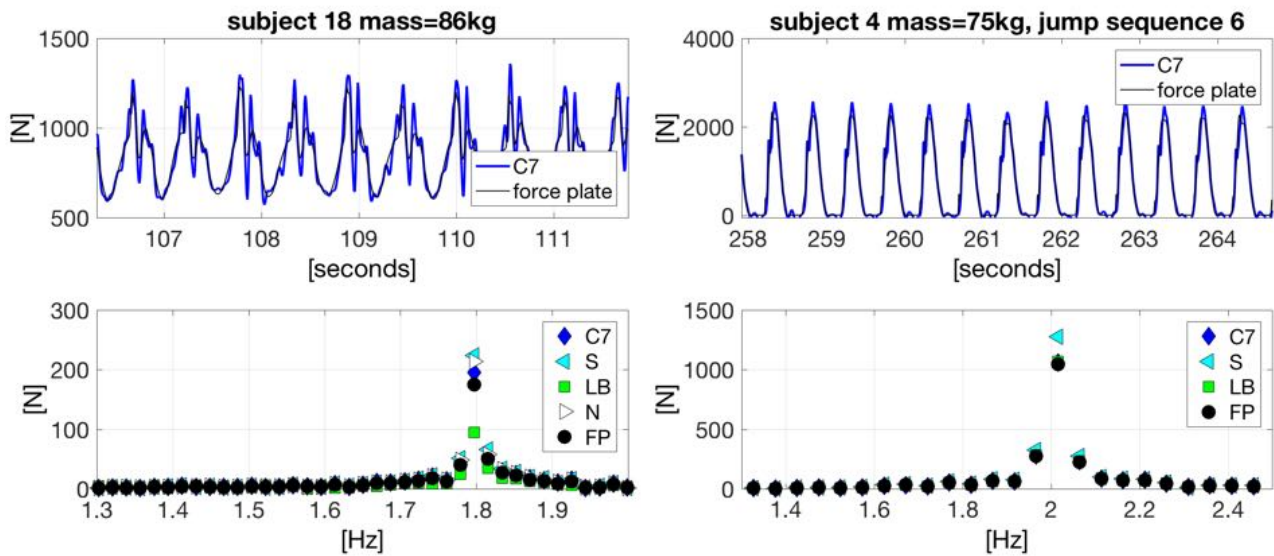 subject 18 mass=86kg
1500
1000
500
[N]
C7
force plate
107 108 109 110 111
[seconds]
subject 4 mass=75kg, jump sequence 6
4000
2000
0
[N]
C7
force plate
258 259 260 261 262 263 264
[seconds]
300
200
100
0
[N]
C7
S
LB
N
FP
1.3 1.4 1.5 1.6 1.7 1.8 1.9
[Hz]
1500
1000
500
0
[N]
C7
S
LB
FP
1.4 1.6 1.8 2 2.2 2.4
[Hz]